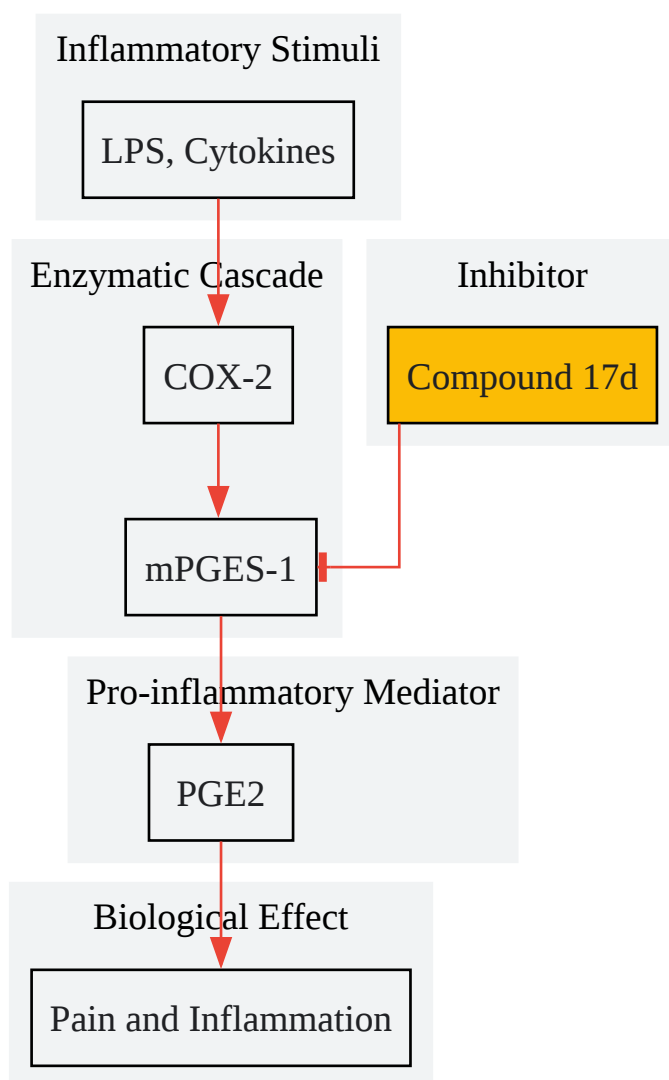 Inflammatory Stimuli
LPS, Cytokines
Enzymatic Cascade
Inhibitor
COX-2
Compound 17d
mPGES-1
Pro-inflammatory Mediator
PGE2
Biological Effect
Pain and Inflammation